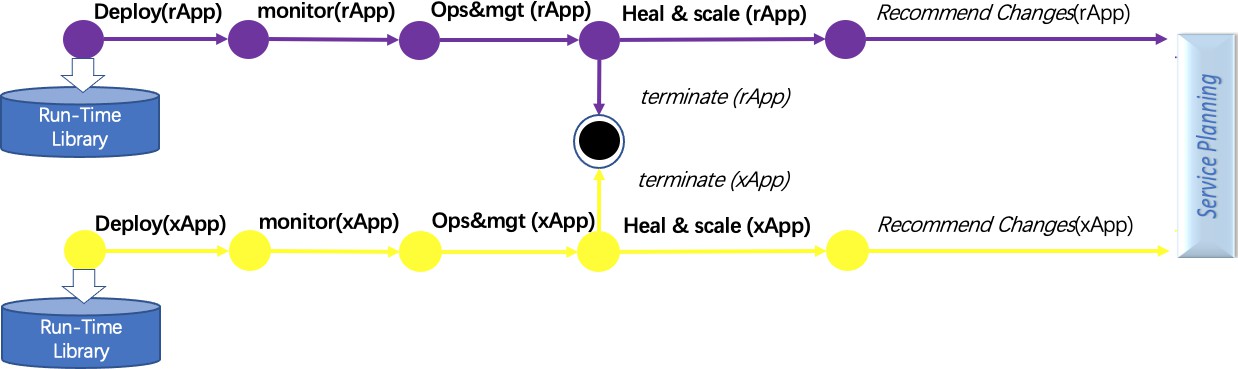 Deploy(rApp)
monitor(rApp)
Ops&mgt (rApp)
Heal & scale (rApp)
Recommend Changes(rApp)
Run-Time
Library
terminate (rApp)
Service Planning
terminate (xApp)
Deploy(xApp)
monitor(xApp)
Ops&mgt (xApp)
Heal & scale (xApp)
Recommend Changes(xApp)
Run-Time
Library